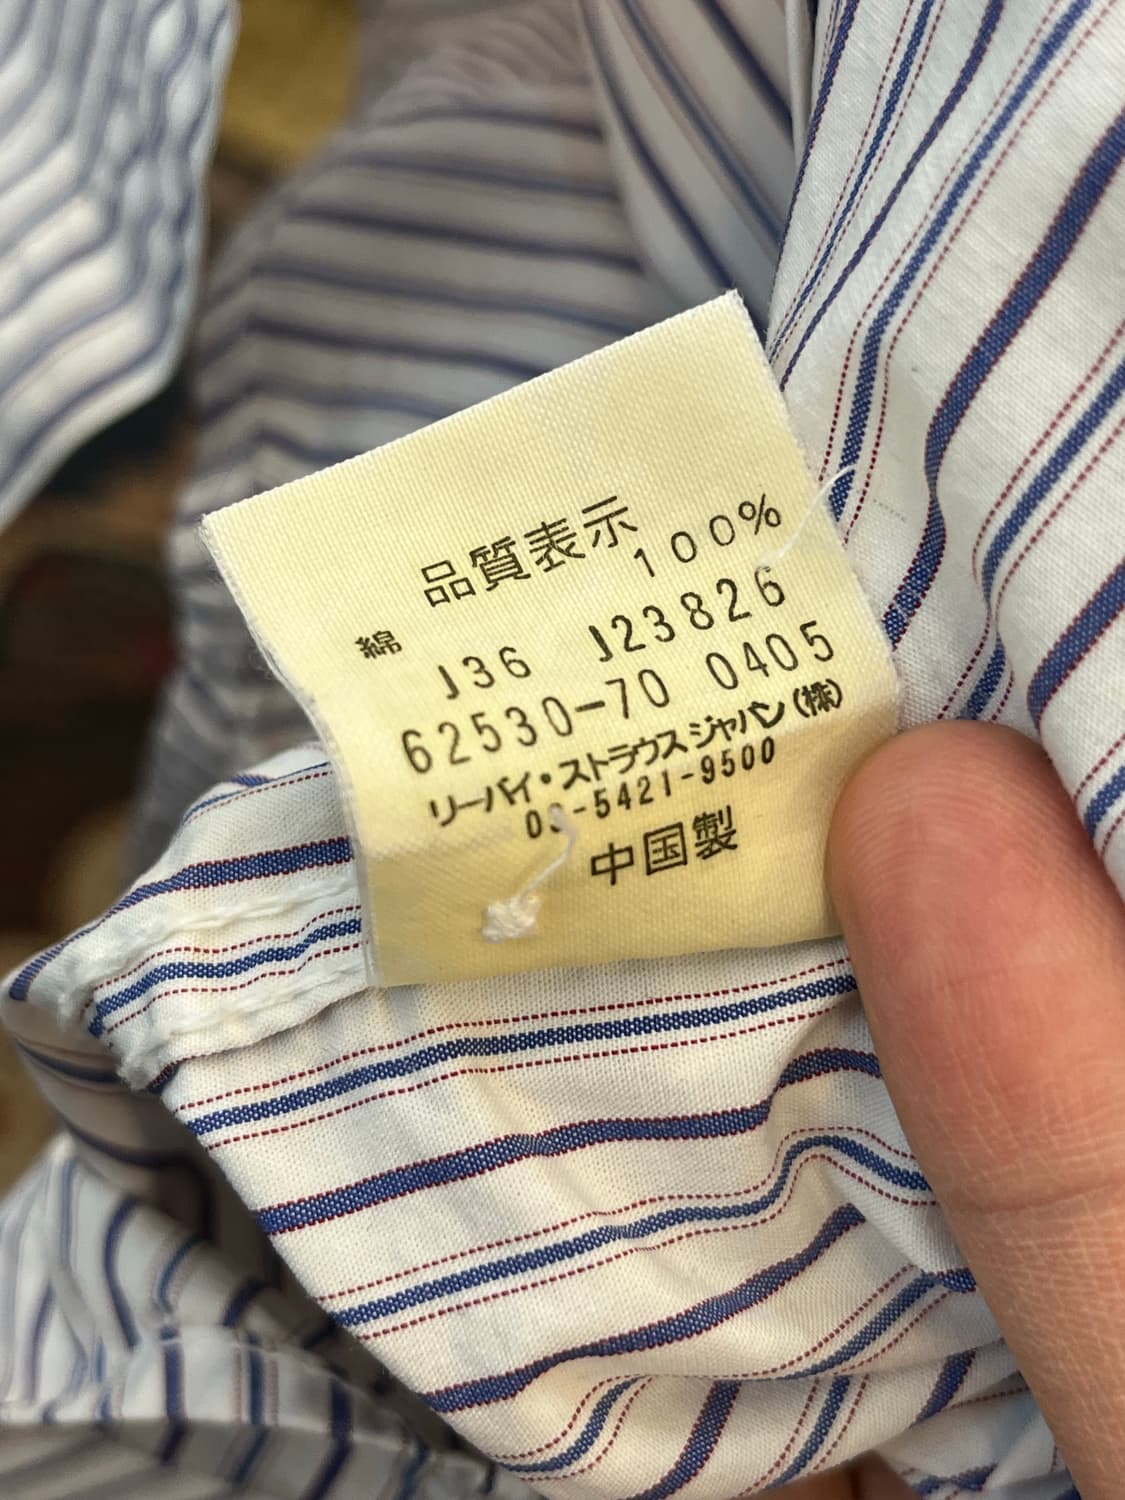 品質表示
綿 100%
J36 J23826
62530-70 0405
リーバイ・ストラウスジャパン(株)
03-5421-9500
中国製